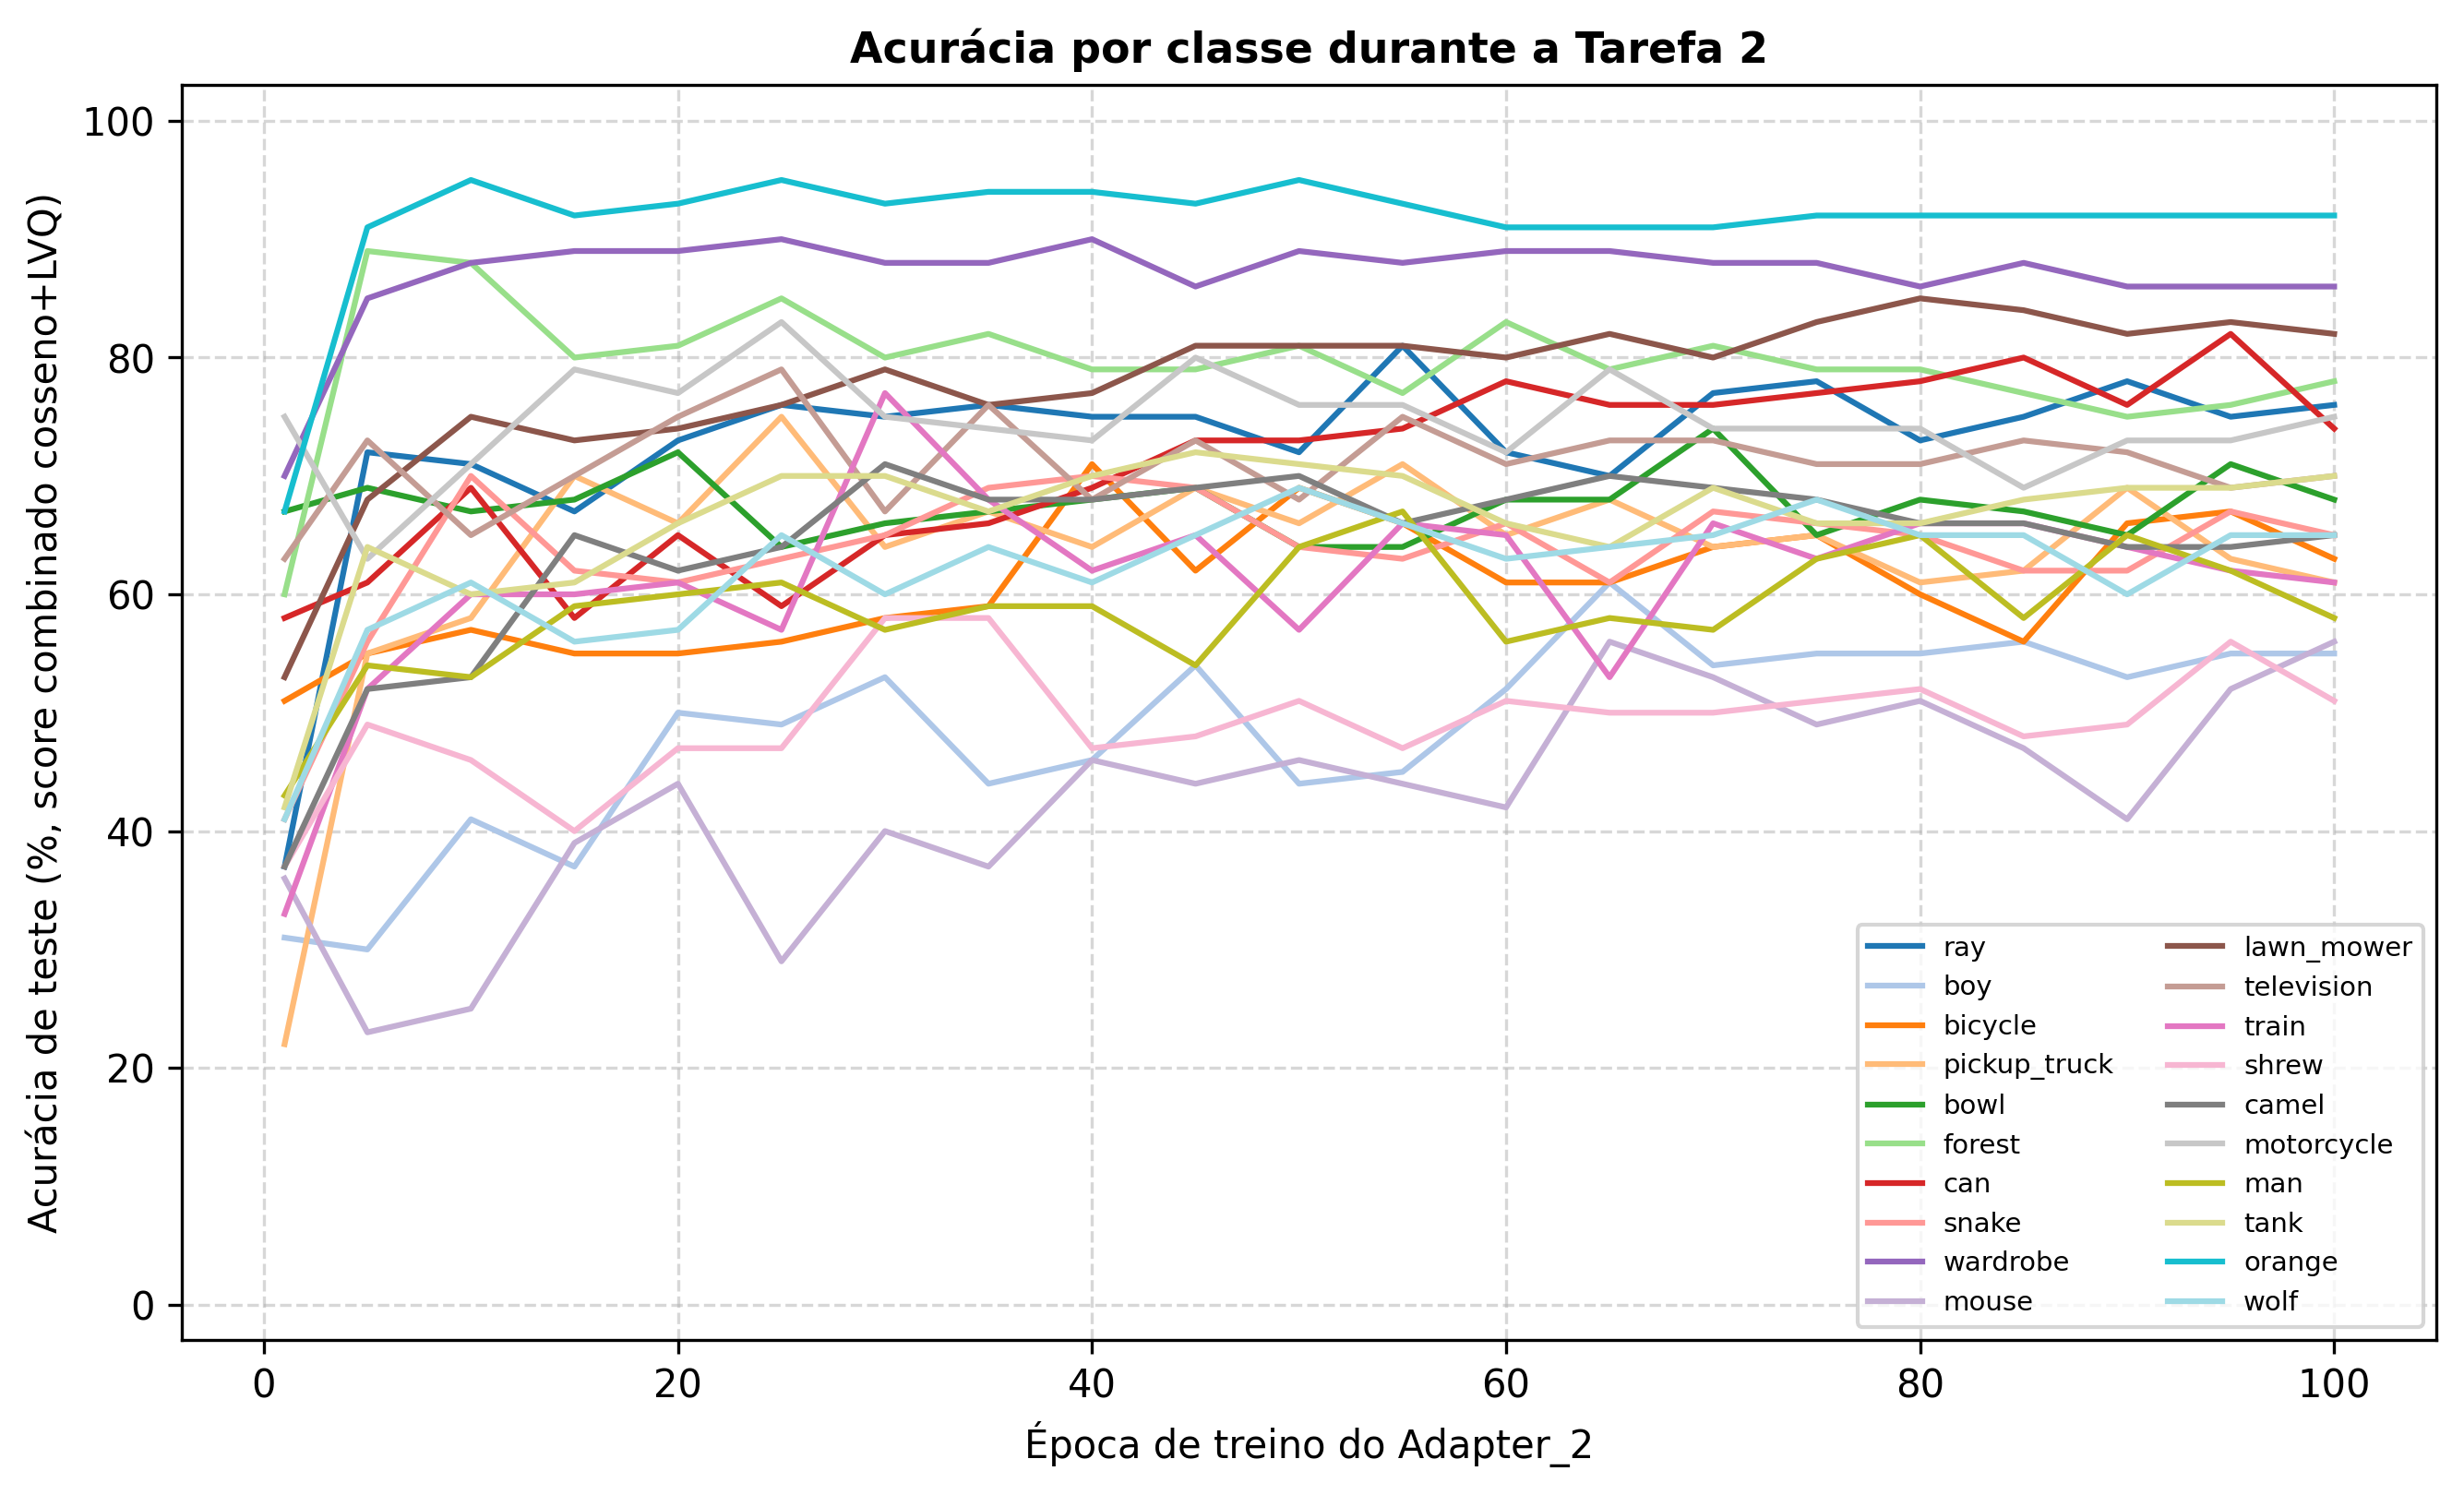 Acurácia por classe durante a Tarefa 2
Acurácia de teste (%, score combinado cosseno+LVQ)
100
80
60
40
20
0
0
20
40
60
80
100
Época de treino do Adapter_2
ray
boy
bicycle
pickup_truck
bowl
forest
can
snake
wardrobe
mouse
lawn_mower
television
train
shrew
camel
motorcycle
man
tank
orange
wolf